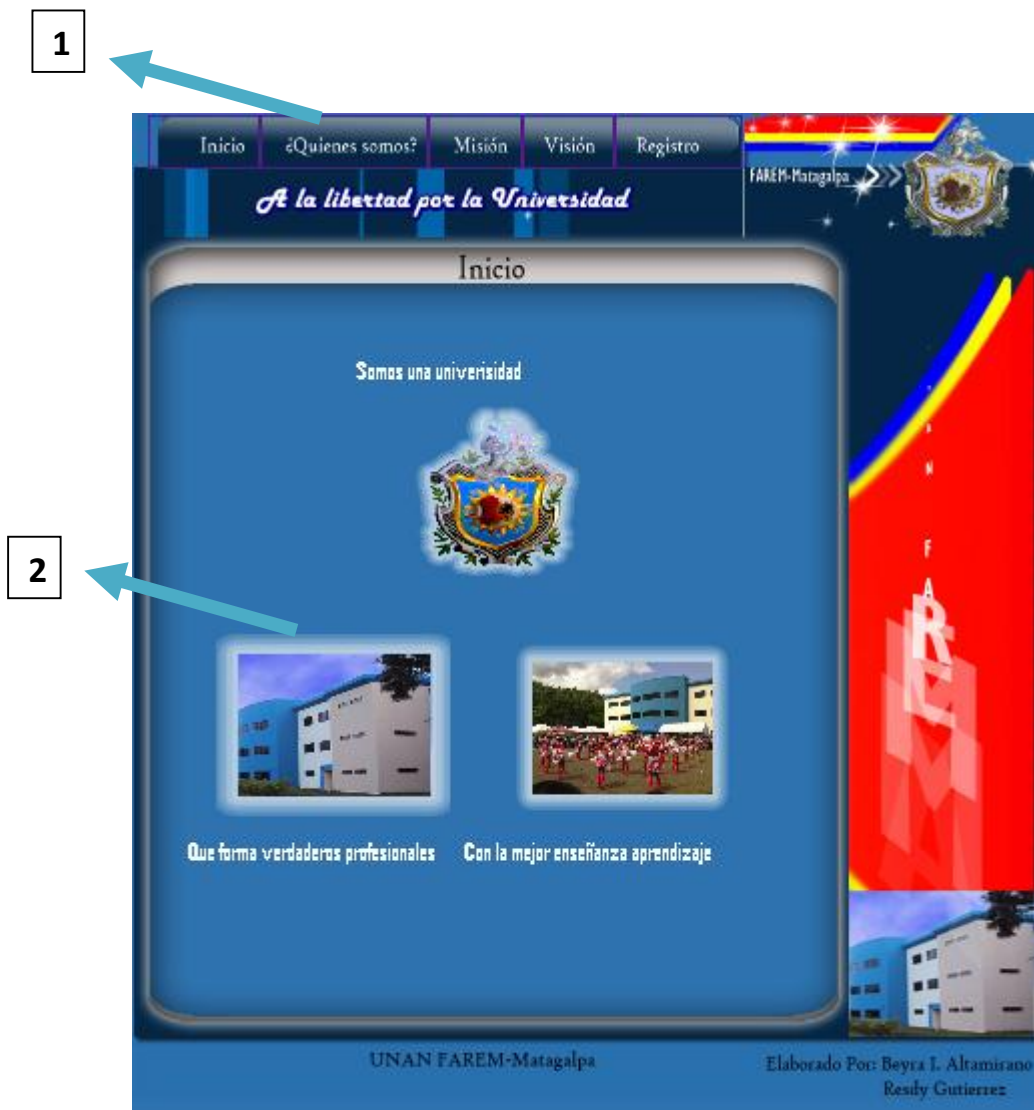 1
Inicio ¿Quienes somos? Misión Visión Registro
FAREM-Matagalpa
A la libertad por la Universidad
Inicio
Somos una univerisidad
N
F
A
R
E
M
2
Que forma verdaderos profesionales Con la mejor enseñanza aprendizaje
UNAN FAREM-Matagalpa
Elaborado Por: Beyra I. Altamirano
Resdy Gutierrez